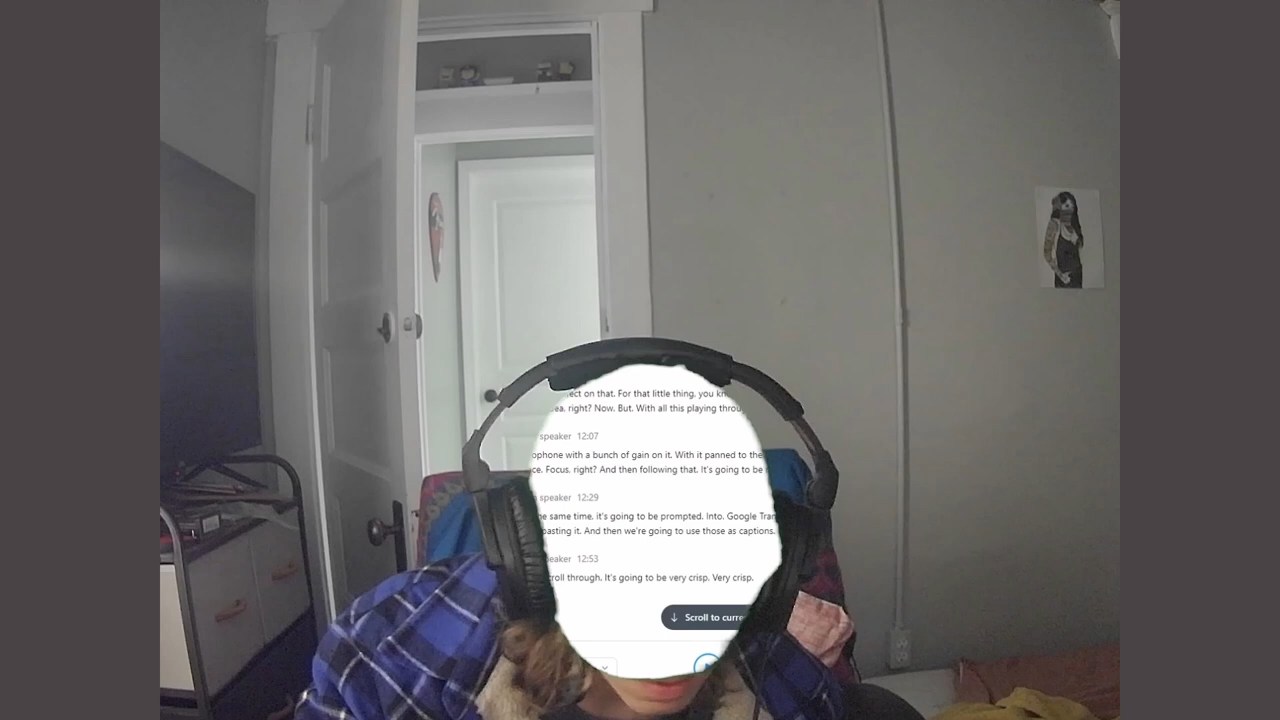 ect on that. For that little thing, you kn
ea, right? Now. But. With all this playing throu
speaker 12:07
ophone with a bunch of gain on it. With it panned to the
ce. Focus, right? And then following that. It's going to be
speaker 12:29
he same time, it's going to be prompted. Into. Google Tran
pasting it. And then we're going to use those as captions.
eaker 12:53
croll through. It's going to be very crisp. Very crisp.
Scroll to curre